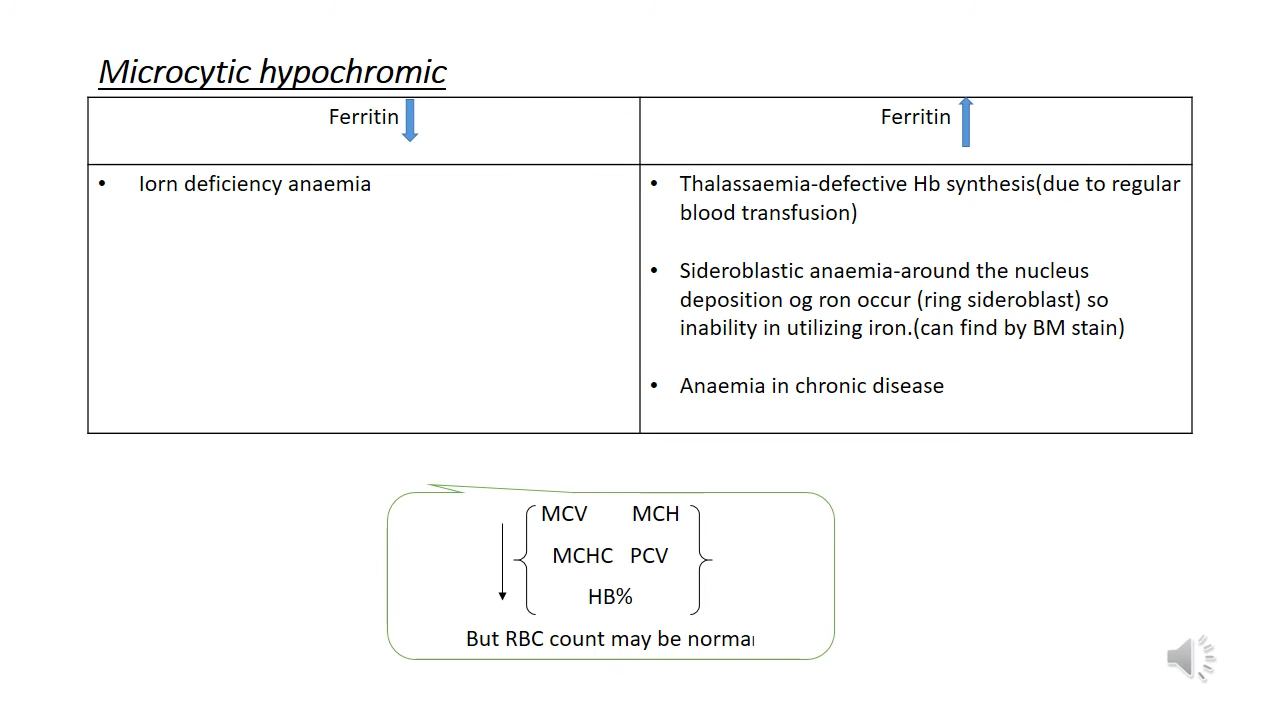 Microcytic hypochromic
Ferritin
Ferritin
• Iorn deficiency anaemia
• Thalassaemia-defective Hb synthesis(due to regular
blood transfusion)
• Sideroblastic anaemia-around the nucleus
deposition og ron occur (ring sideroblast) so
inability in utilizing iron.(can find by BM stain)
• Anaemia in chronic disease
MCV MCH
MCHC PCV
HB%
But RBC count may be